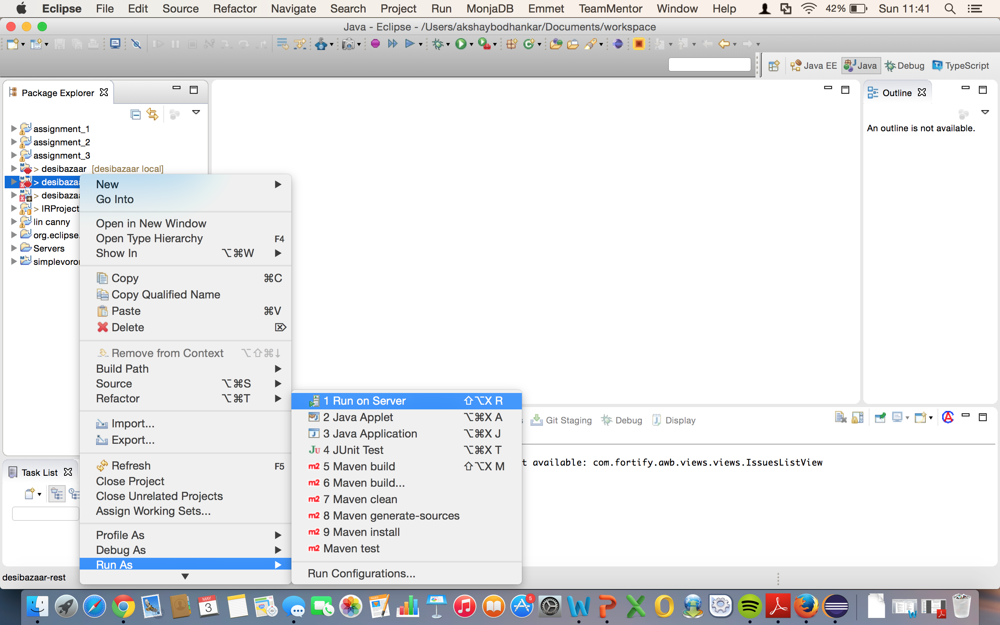 Eclipse File Edit Source Refactor Navigate Search Project Run MonjaDB Emmet TeamMentor Window Help 42% Sun 11:41
Java - Eclipse - /Users/akshaybodhankar/Documents/workspace
Java EE Java Debug TypeScript
Package Explorer
Outline
An outline is not available.
assignment_1
assignment_2
assignment_3
> desibazaar [desibazaar local]
> desibaza
> desibaza
> IRProject
lin canny
org.eclipse.
Servers
simplevoro
New
Go Into
Open in New Window
Open Type Hierarchy F4
Show In ⌥⌘W
Copy ⌘C
Copy Qualified Name
Paste ⌘V
Delete ⌦
Remove from Context ⌥⇧⌘↓
Build Path
Source ⌥⌘S
Refactor ⌥⌘T
Import...
Export...
Refresh F5
Close Project
Close Unrelated Projects
Assign Working Sets...
Profile As
Debug As
Run As
1 Run on Server ⇧⌥X R
2 Java Applet ⌥⌘X A
3 Java Application ⌥⌘X J
4 JUnit Test ⌥⌘X T
5 Maven build ⇧⌥X M
6 Maven build...
7 Maven clean
8 Maven generate-sources
9 Maven install
Maven test
Run Configurations...
Git Staging Debug Display
t available: com.fortify.awb.views.views.IssuesListView
Task List
desibazaar-rest
MAY
3
PAGES
5